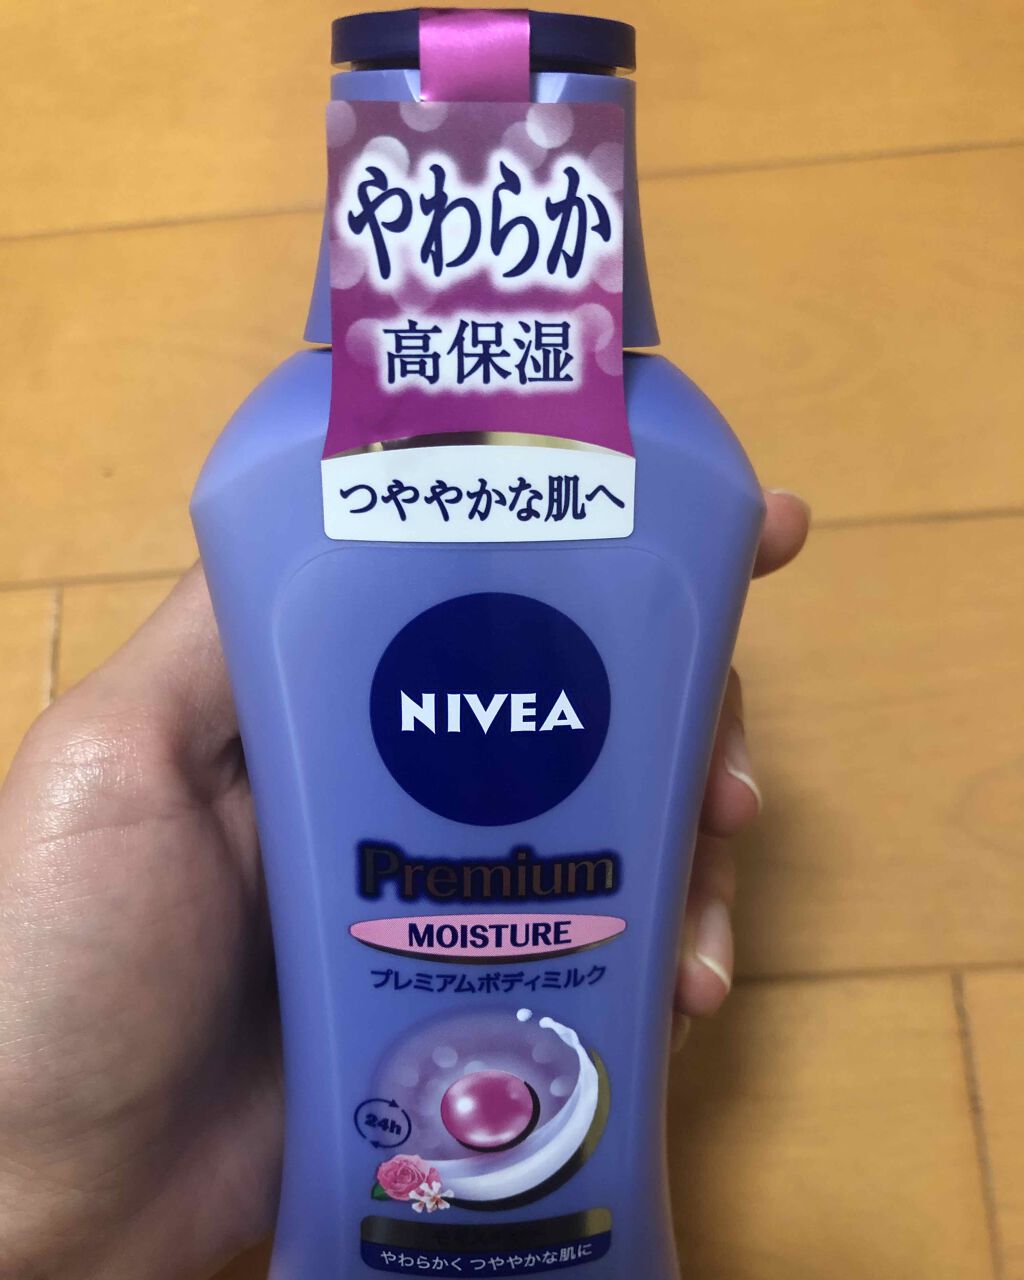 やわらか
高保湿
つややかな肌へ
NIVEA
Premium
MOISTURE
プレミアムボディミルク
24h
やわらかく つややかな肌に